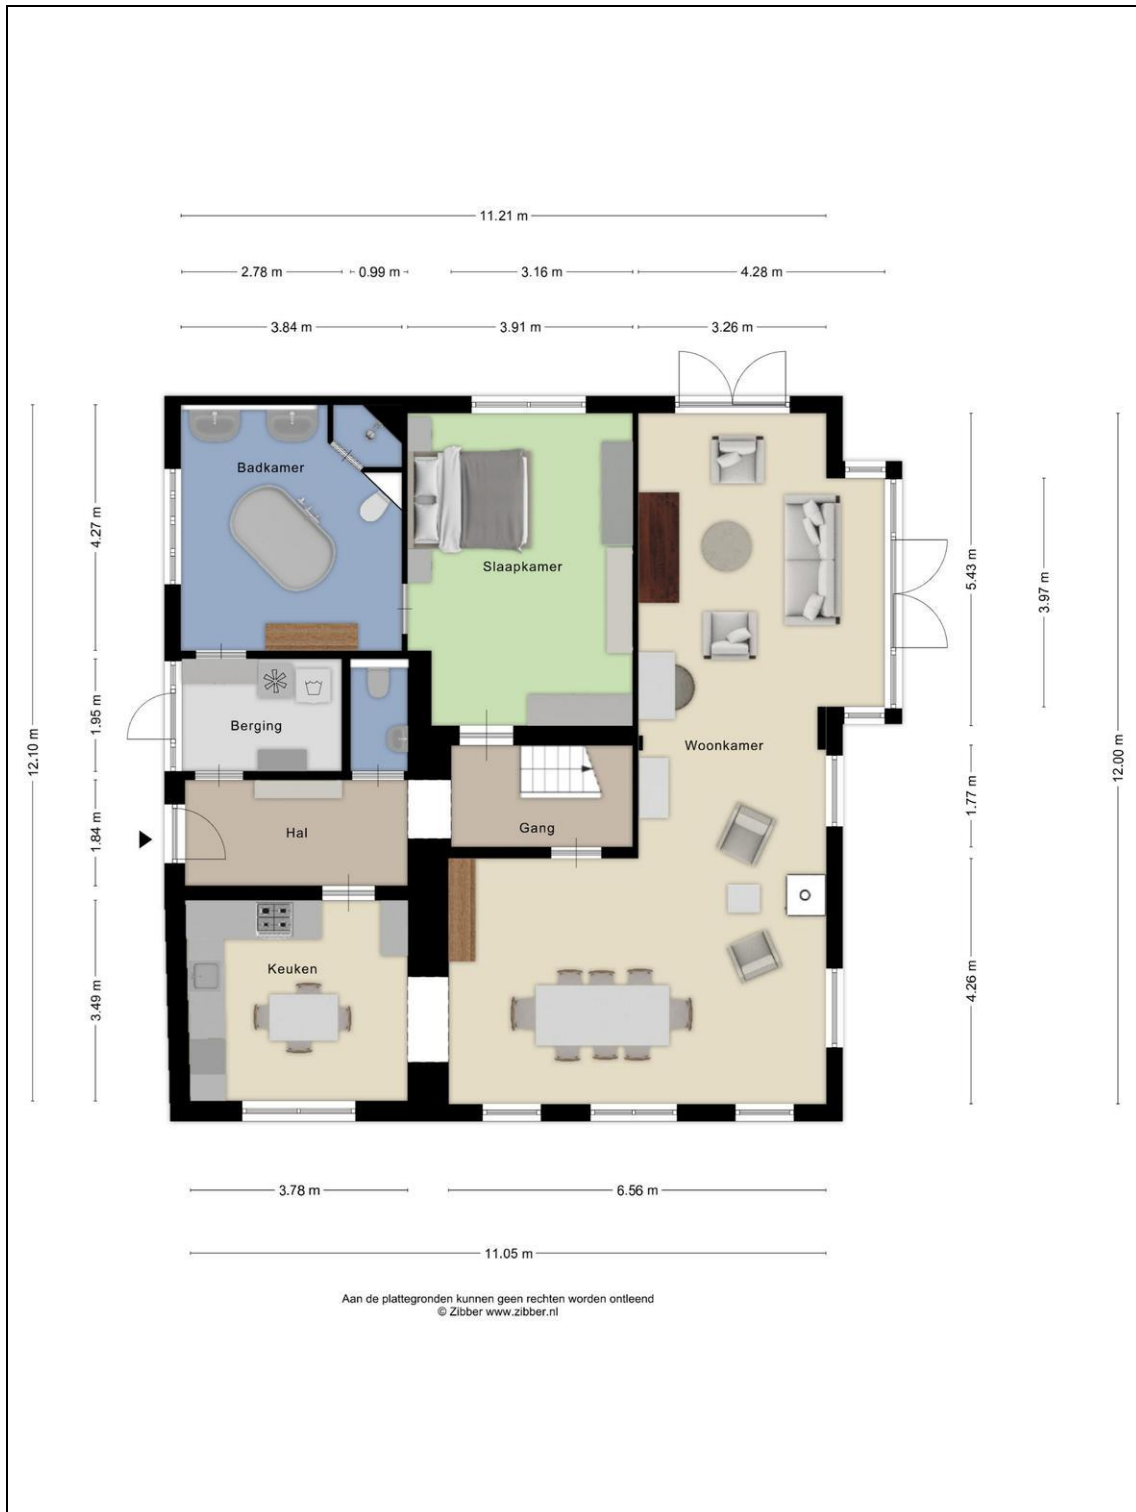 11.21 m
2.78 m
0.99 m
3.16 m
4.28 m
3.84 m
3.91 m
3.26 m
Badkamer
Slaapkamer
4.27 m
5.43 m
3.97 m
Berging
1.95 m
Woonkamer
12.10 m
12.00 m
1.77 m
Hal
Gang
1.84 m
Keuken
3.49 m
4.26 m
3.78 m
6.56 m
11.05 m
Aan de plattegronden kunnen geen rechten worden ontleend
© Zibber www.zibber.nl